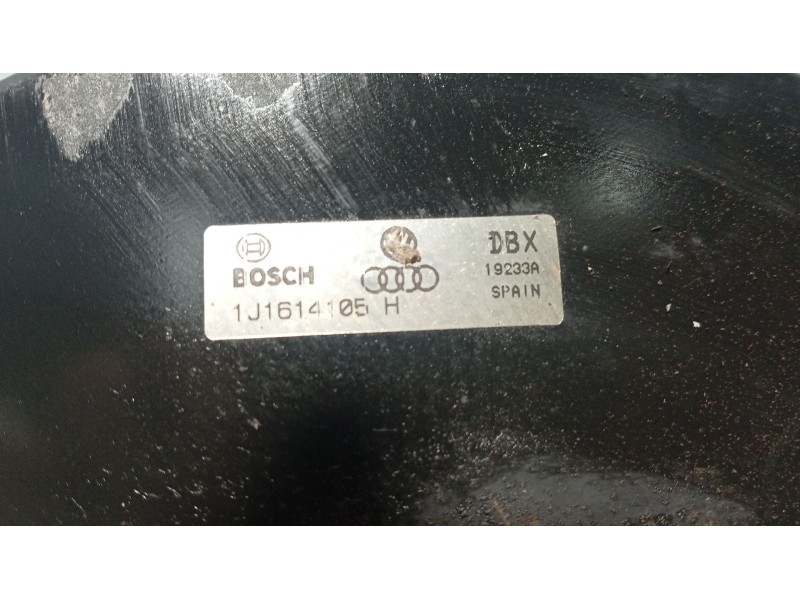 BOSCH
1J1614105 H
DBX
19233A
SPAIN